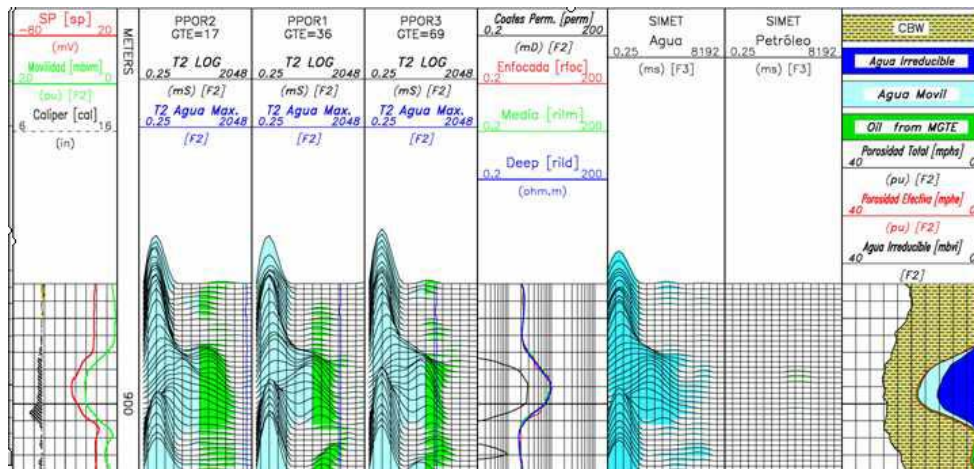 SP [sp]
-80 20
(mV)
Movilidad [mbvm]
20 0
(pu) [F2]
Caliper [cal]
6 16
(in)
METERS
900
PPOR2
GTE=17
T2 LOG
0.25 2048
(mS) [F2]
T2 Agua Max.
0.25 2048
[F2]
PPOR1
GTE=36
T2 LOG
0.25 2048
(mS) [F2]
T2 Agua Max.
0.25 2048
[F2]
PPOR3
GTE=69
T2 LOG
0.25 2048
(mS) [F2]
T2 Agua Max.
0.25 2048
[F2]
Coates Perm. [perm]
0.2 200
(mD) [F2]
Enfocada [rfoc]
0.2 200
Media [rilm]
0.2 200
Deep [rild]
0.2 200
(ohm.m)
SIMET
Agua
0.25 8192
(ms) [F3]
SIMET
Petróleo
0.25 8192
(ms) [F3]
CBW
Agua Irreducible
Agua Movil
Oil from MGTE
Porosidad Total [mphs]
40 0
(pu) [F2]
Porosidad Efectiva [mphe]
40 0
(pu) [F2]
Agua Irreducible [mbvi]
40 0
[F2]